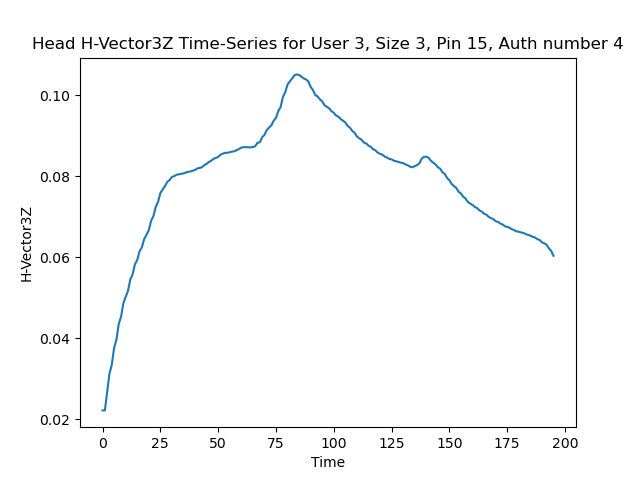 Head H-Vector3Z Time-Series for User 3, Size 3, Pin 15, Auth number 4
H-Vector3Z
0.10
0.08
0.06
0.04
0.02
0 25 50 75 100 125 150 175 200
Time